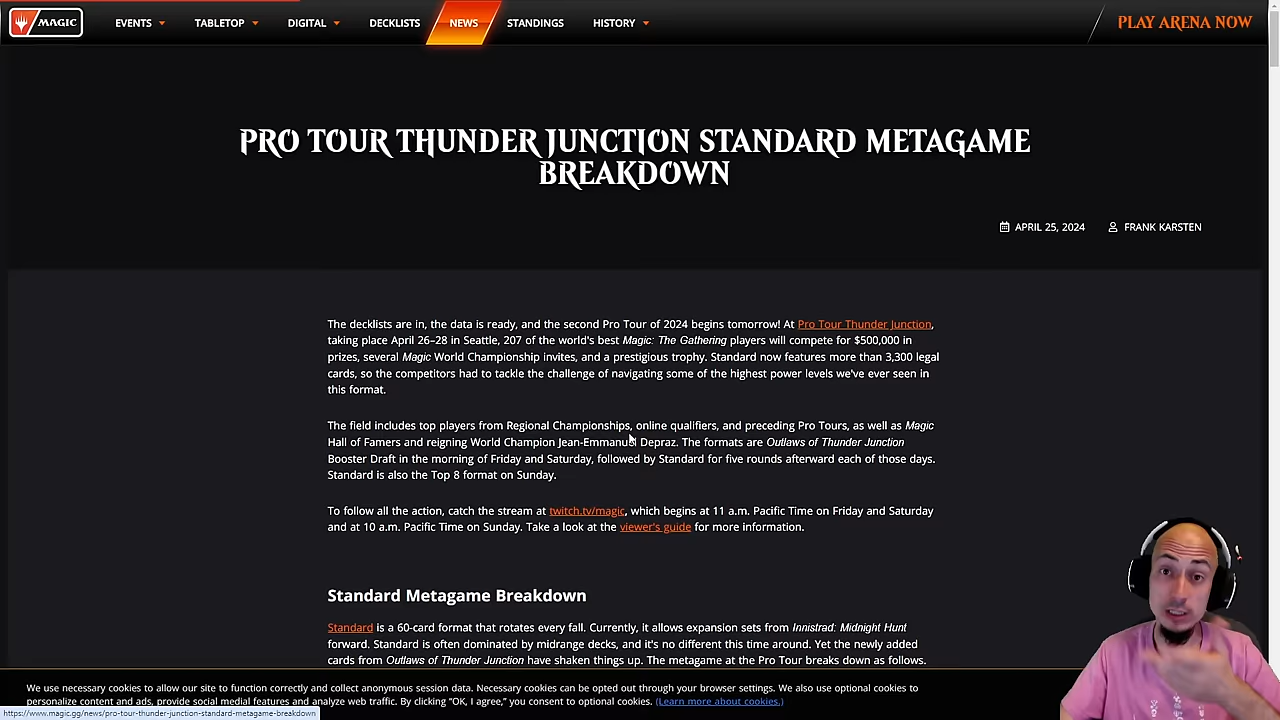 MAGIC
EVENTS
TABLETOP
DIGITAL
DECKLISTS
NEWS
STANDINGS
HISTORY
PLAY ARENA NOW
PRO TOUR THUNDER JUNCTION STANDARD METAGAME
BREAKDOWN
APRIL 25, 2024
FRANK KARSTEN
The decklists are in, the data is ready, and the second Pro Tour of 2024 begins tomorrow! At Pro Tour Thunder Junction,
taking place April 26–28 in Seattle, 207 of the world's best Magic: The Gathering players will compete for $500,000 in
prizes, several Magic World Championship invites, and a prestigious trophy. Standard now features more than 3,300 legal
cards, so the competitors had to tackle the challenge of navigating some of the highest power levels we've ever seen in
this format.
The field includes top players from Regional Championships, online qualifiers, and preceding Pro Tours, as well as Magic
Hall of Famers and reigning World Champion Jean-Emmanuel Depraz. The formats are Outlaws of Thunder Junction
Booster Draft in the morning of Friday and Saturday, followed by Standard for five rounds afterward each of those days.
Standard is also the Top 8 format on Sunday.
To follow all the action, catch the stream at twitch.tv/magic, which begins at 11 a.m. Pacific Time on Friday and Saturday
and at 10 a.m. Pacific Time on Sunday. Take a look at the viewer's guide for more information.
Standard Metagame Breakdown
Standard is a 60-card format that rotates every fall. Currently, it allows expansion sets from Innistrad: Midnight Hunt
forward. Standard is often dominated by midrange decks, and it's no different this time around. Yet the newly added
cards from Outlaws of Thunder Junction have shaken things up. The metagame at the Pro Tour breaks down as follows.
We use necessary cookies to allow our site to function correctly and collect anonymous session data. Necessary cookies can be opted out through your browser settings. We also use optional cookies to
personalize content and ads, provide social medial features and analyze web traffic. By clicking "OK, I agree," you consent to optional cookies. (Learn more about cookies.)
https://www.magic.gg/news/pro-tour-thunder-junction-standard-metagame-breakdown